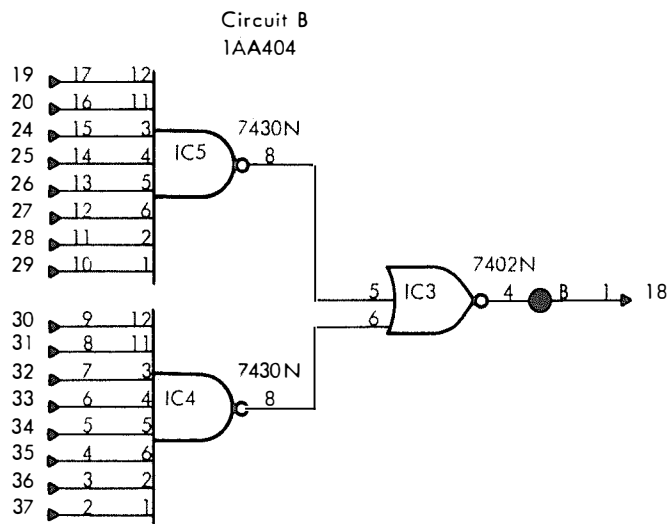 Circuit B
1AA404
19 17 12
20 16 11
24 15 3
25 14 4
26 13 5
27 12 6
28 11 2
29 10 1
IC5
7430N
8
30 9 12
31 8 11
32 7 3
33 6 4
34 5 5
35 4 6
36 3 2
37 2 1
IC4
7430N
8
5
6
IC3
7402N
4 B 1 18